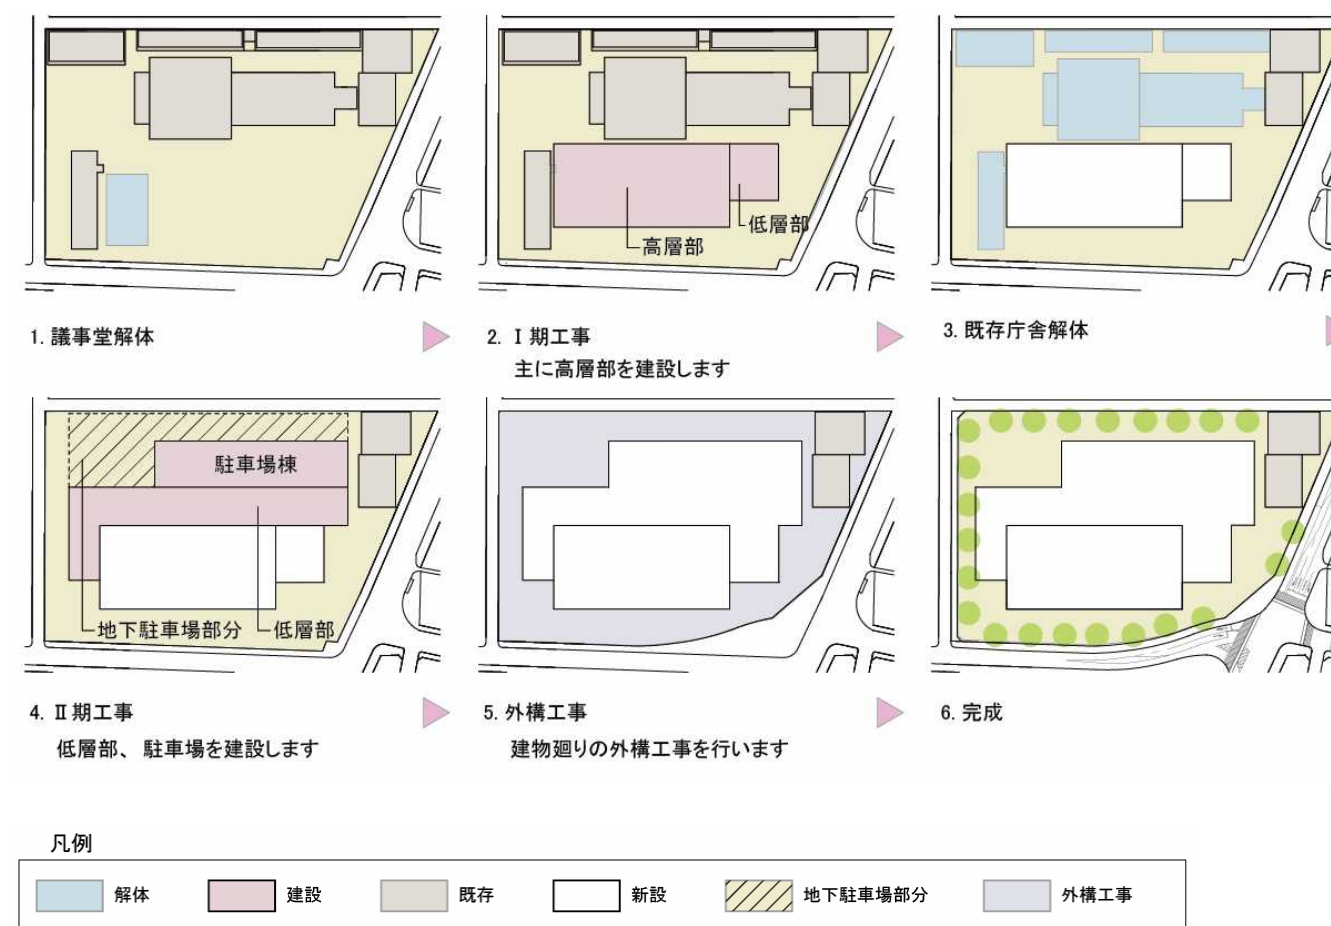 高層部
低層部
1. 議事堂解体
2. Ⅰ期工事
主に高層部を建設します
3. 既存庁舎解体
駐車場棟
地下駐車場部分
低層部
4. Ⅱ期工事
低層部、駐車場を建設します
5. 外構工事
建物廻りの外構工事を行います
6. 完成
凡例
解体 建設 既存 新設 地下駐車場部分 外構工事